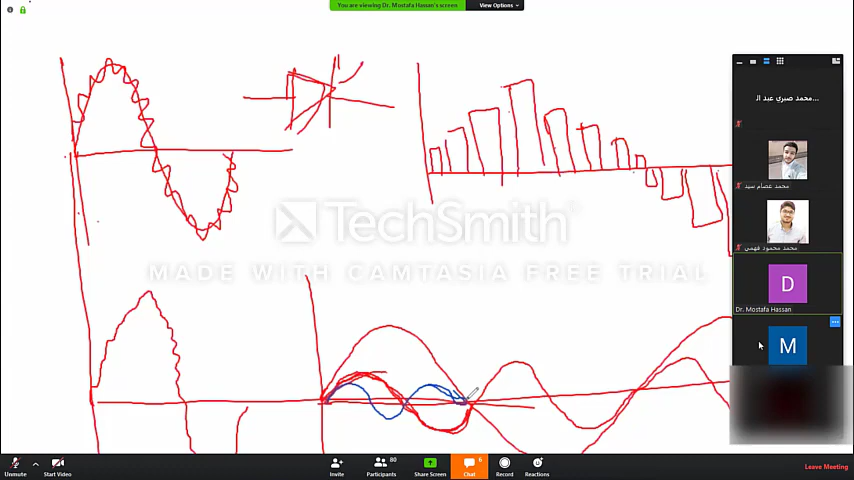 You are viewing Dr. Mostafa Hassan's screen
View Options
محمد صبري عبد ال...
محمد عصام سيد
محمد محمود فهمي
TechSmith
MADE WITH CAMTASIA FREE TRIAL
D
Dr. Mostafa Hassan
M
Unmute
Start Video
Invite
Participants
80
Share Screen
Chat
6
Record
Reactions
Leave Meeting